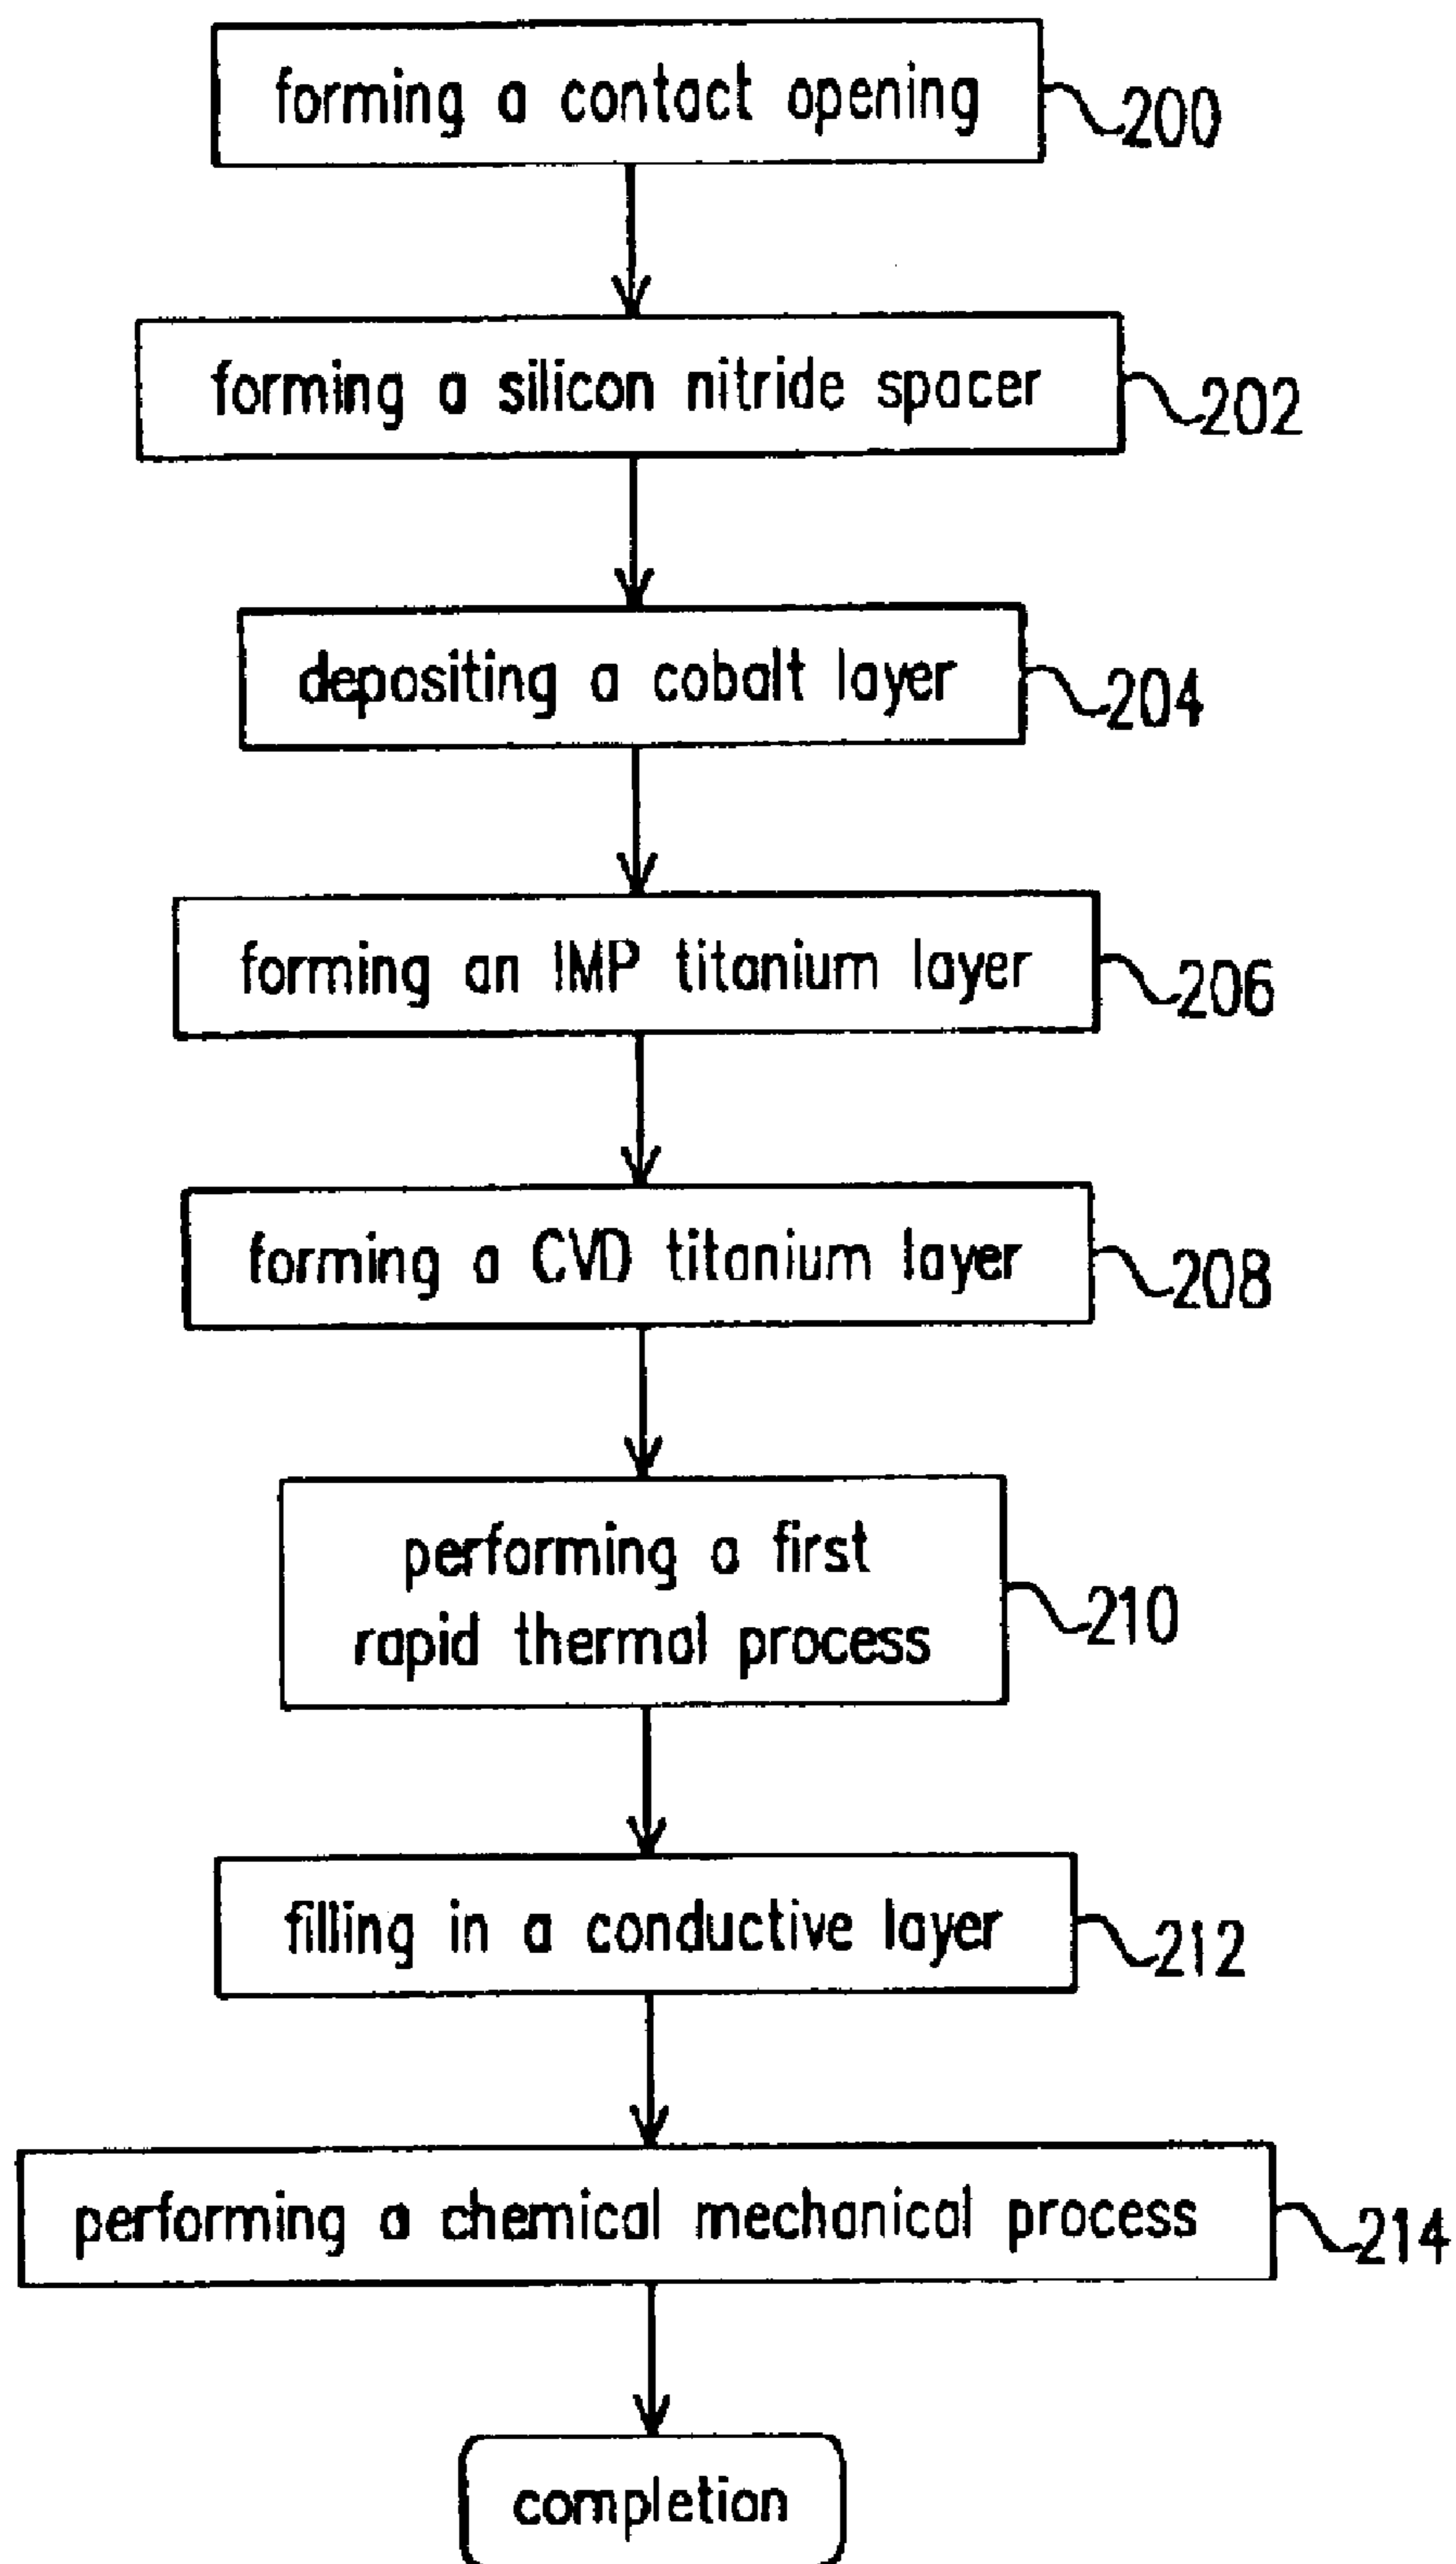 forming a contact opening
200
forming a silicon nitride spacer
202
depositing a cobalt layer
204
forming an IMP titanium layer
206
forming a CVD titanium layer
208
performing a first
rapid thermal process
210
filling in a conductive layer
212
performing a chemical mechanical process
214
completion